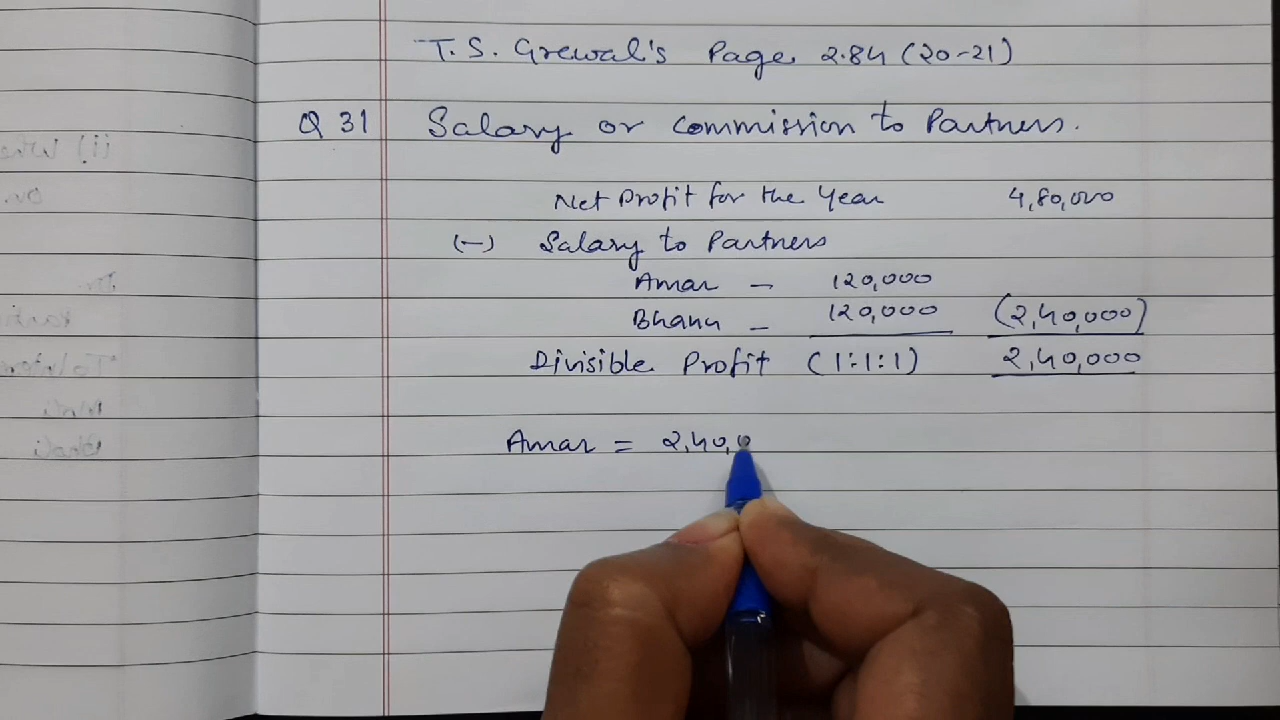 T. S. Grewal's Page 2.84 (20-21)
Q 31 Salary or Commission to Partners.
Net Profit for the Year 4,80,000
(-) Salary to Partners
Amar - 120,000
Bhanu - 120,000 (2,40,000)
Divisible Profit (1:1:1) 2,40,000
Amar = 2,40,0